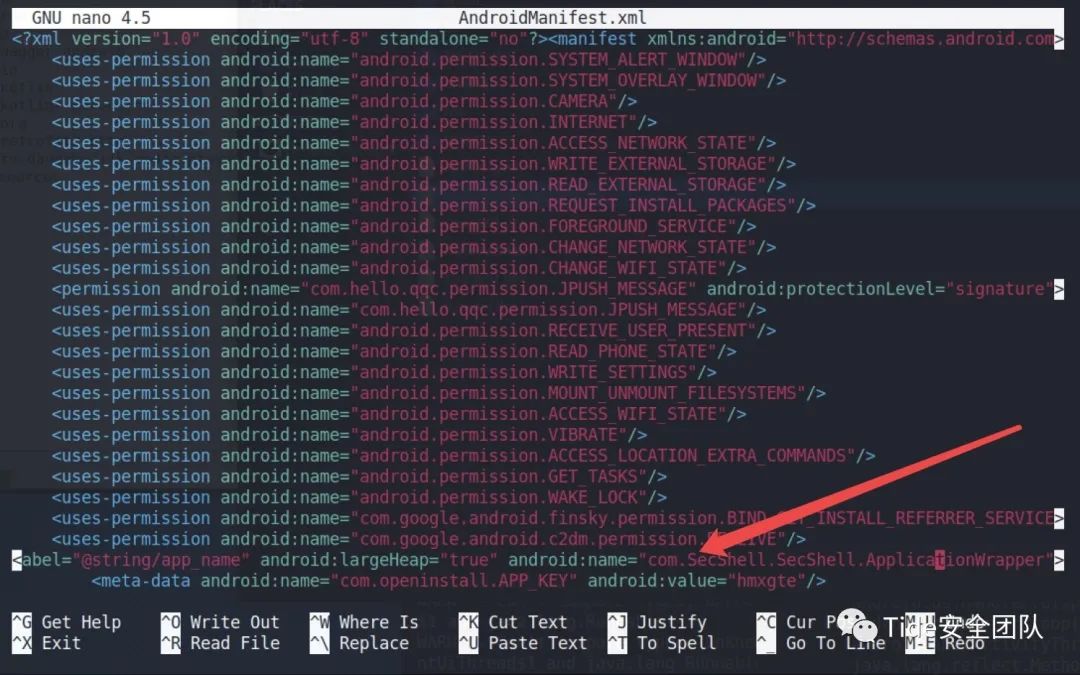 GNU nano 4.5 AndroidManifest.xml
<?xml version="1.0" encoding="utf-8" standalone="no"?><manifest xmlns:android="http://schemas.android.com>
<uses-permission android:name="android.permission.SYSTEM_ALERT_WINDOW"/>
<uses-permission android:name="android.permission.SYSTEM_OVERLAY_WINDOW"/>
<uses-permission android:name="android.permission.CAMERA"/>
<uses-permission android:name="android.permission.INTERNET"/>
<uses-permission android:name="android.permission.ACCESS_NETWORK_STATE"/>
<uses-permission android:name="android.permission.WRITE_EXTERNAL_STORAGE"/>
<uses-permission android:name="android.permission.READ_EXTERNAL_STORAGE"/>
<uses-permission android:name="android.permission.REQUEST_INSTALL_PACKAGES"/>
<uses-permission android:name="android.permission.FOREGROUND_SERVICE"/>
<uses-permission android:name="android.permission.CHANGE_NETWORK_STATE"/>
<uses-permission android:name="android.permission.CHANGE_WIFI_STATE"/>
<permission android:name="com.hello.qqc.permission.JPUSH_MESSAGE" android:protectionLevel="signature">
<uses-permission android:name="com.hello.qqc.permission.JPUSH_MESSAGE"/>
<uses-permission android:name="android.permission.RECEIVE_USER_PRESENT"/>
<uses-permission android:name="android.permission.READ_PHONE_STATE"/>
<uses-permission android:name="android.permission.WRITE_SETTINGS"/>
<uses-permission android:name="android.permission.MOUNT_UNMOUNT_FILESYSTEMS"/>
<uses-permission android:name="android.permission.ACCESS_WIFI_STATE"/>
<uses-permission android:name="android.permission.VIBRATE"/>
<uses-permission android:name="android.permission.ACCESS_LOCATION_EXTRA_COMMANDS"/>
<uses-permission android:name="android.permission.GET_TASKS"/>
<uses-permission android:name="android.permission.WAKE_LOCK"/>
<uses-permission android:name="com.google.android.finsky.permission.BIND_GET_INSTALL_REFERRER_SERVICE>
<uses-permission android:name="com.google.android.c2dm.permission.RECEIVE"/>
<abel="@string/app_name" android:largeHeap="true" android:name="com.SecShell.SecShell.ApplicationWrapper">
<meta-data android:name="com.openinstall.APP_KEY" android:value="hmxgte"/>
^G Get Help ^O Write Out ^W Where Is ^K Cut Text ^J Justify ^C Cur
^X Exit ^R Read File ^\ Replace ^U Paste Text ^T To Spell ^_ Go To Line M-E Redo
Tide安全团队